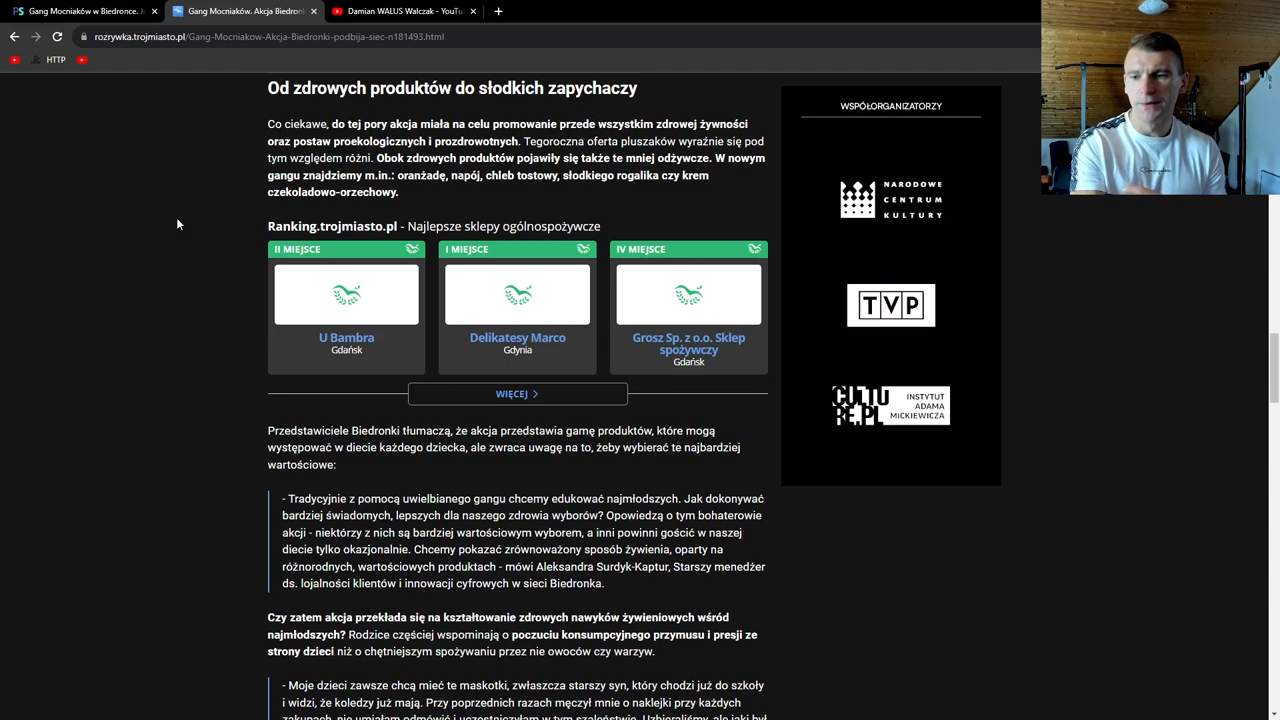 Gang Mocniaków w Biedronce. J
Gang Mocniaków. Akcja Biedronk
Damian WALUS Walczak - YouTu
rozrywka.trojmiasto.pl/Gang-Mocniakow-Akcja-Biedronki-podbija-siec-n181493.html
HTTP
Od zdrowych produktów do słodkich zapychaczy
Co ciekawe, do tej pory akcja miała na celu promowanie przede wszystkim zdrowej żywności
oraz postaw proekologicznych i prozdrowotnych. Tegoroczna oferta pluszaków wyraźnie się pod
tym względem różni. Obok zdrowych produktów pojawiły się także te mniej odżywcze. W nowym
gangu znajdziemy m.in.: oranżadę, napój, chleb tostowy, słodkiego rogalika czy krem
czekoladowo-orzechowy.
Ranking.trojmiasto.pl - Najlepsze sklepy ogólnospożywcze
II MIEJSCE
I MIEJSCE
IV MIEJSCE
U Bambra
Gdańsk
Delikatesy Marco
Gdynia
Grosz Sp. z o.o. Sklep
spożywczy
Gdańsk
WIĘCEJ
Przedstawiciele Biedronki tłumaczą, że akcja przedstawia gamę produktów, które mogą
występować w diecie każdego dziecka, ale zwraca uwagę na to, żeby wybierać te najbardziej
wartościowe:
- Tradycyjnie z pomocą uwielbianego gangu chcemy edukować najmłodszych. Jak dokonywać
bardziej świadomych, lepszych dla naszego zdrowia wyborów? Opowiedzą o tym bohaterowie
akcji - niektórzy z nich są bardziej wartościowym wyborem, a inni powinni gościć w naszej
diecie tylko okazjonalnie. Chcemy pokazać zrównoważony sposób żywienia, oparty na
różnorodnych, wartościowych produktach - mówi Aleksandra Surdyk-Kaptur, Starszy menedżer
ds. lojalności klientów i innowacji cyfrowych w sieci Biedronka.
Czy zatem akcja przekłada się na kształtowanie zdrowych nawyków żywieniowych wśród
najmłodszych? Rodzice częściej wspominają o poczuciu konsumpcyjnego przymusu i presji ze
strony dzieci niż o chętniejszym spożywaniu przez nie owoców czy warzyw.
- Moje dzieci zawsze chcą mieć te maskotki, zwłaszcza starszy syn, który chodzi już do szkoły
i widzi, że koledzy już mają. Przy poprzednich razach męczył mnie o naklejki przy każdych
zakupach, nie umiałam odmówić i uczestniczyłam w tym szaleństwie.
WSPÓŁORGANIZATORZY
NARODOWE
CENTRUM
KULTURY
TVP
CULTU
RE.PL
INSTYTUT
ADAMA
MICKIEWICZA